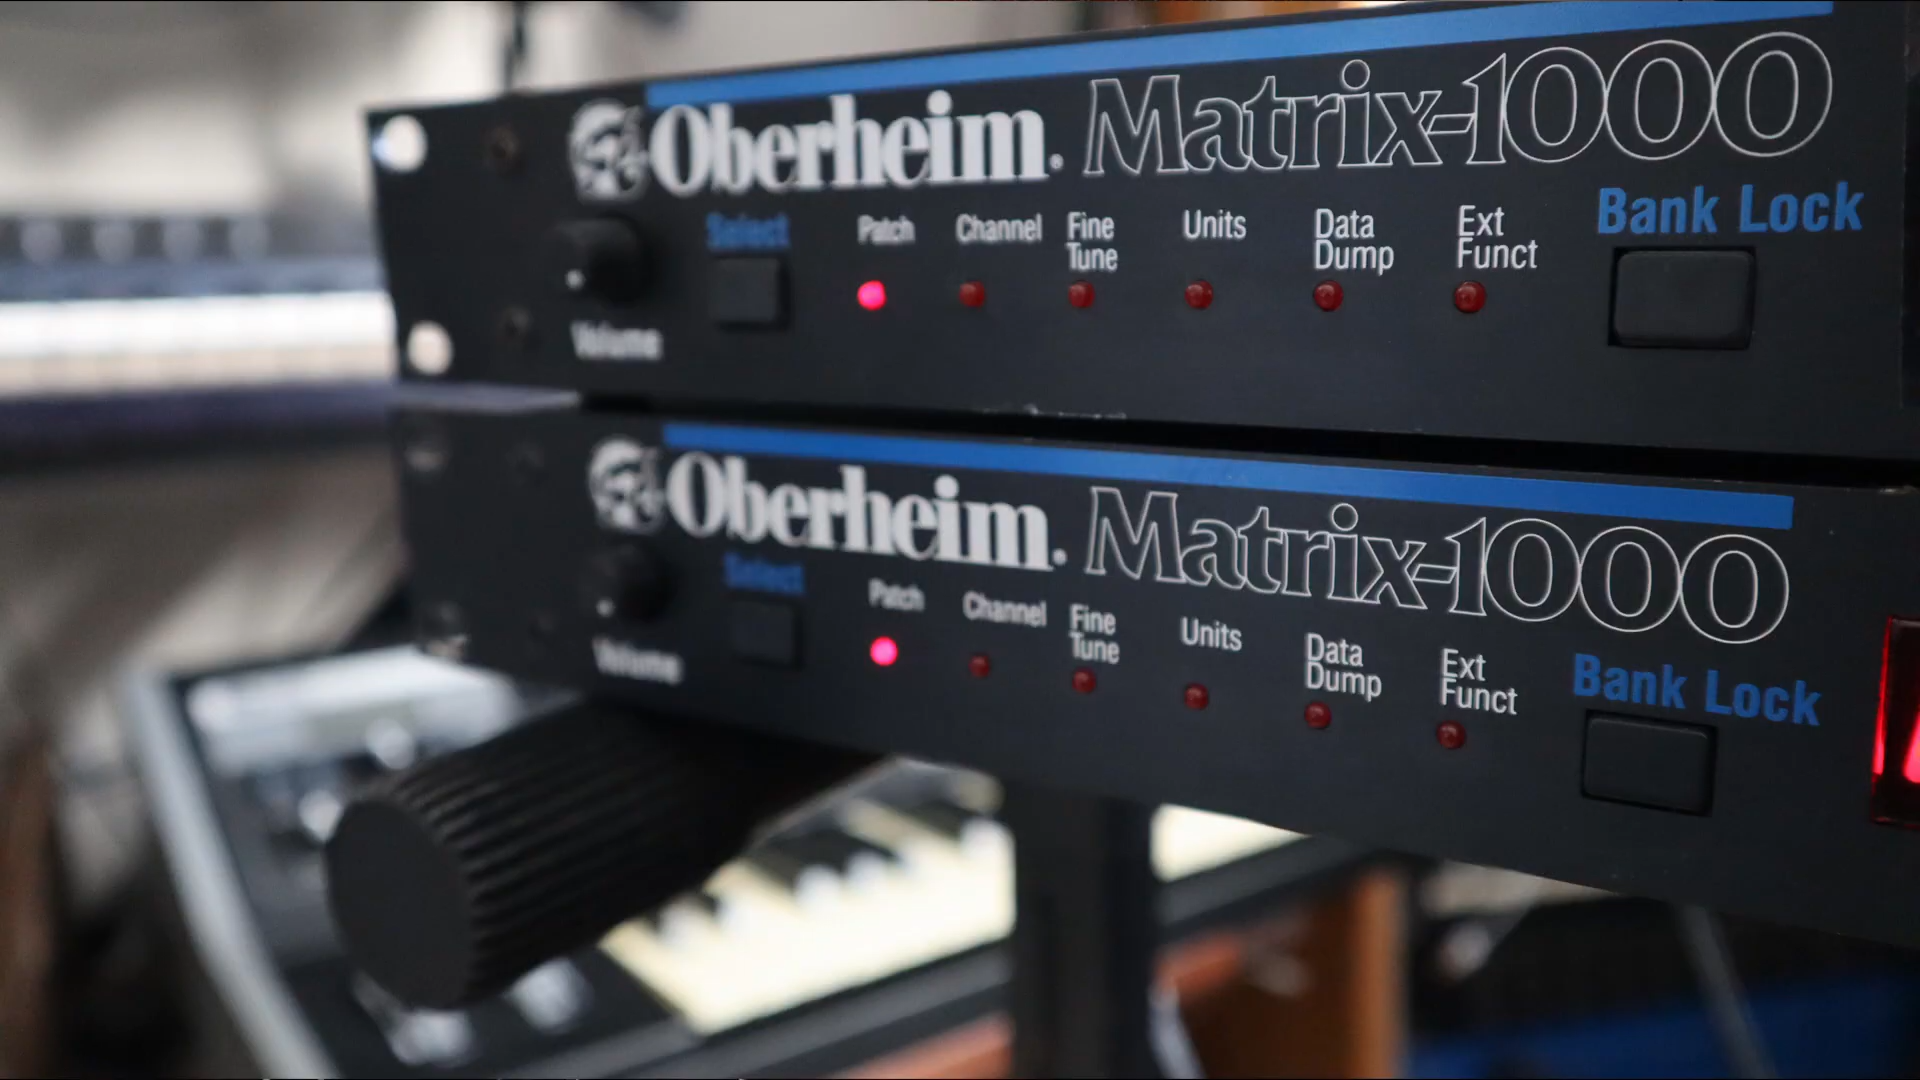 Oberheim. Matrix-1000
Select Patch Channel Fine Tune Units Data Dump Ext Funct Bank Lock
Volume
Oberheim. Matrix-1000
Select Patch Channel Fine Tune Units Data Dump Ext Funct Bank Lock
Volume